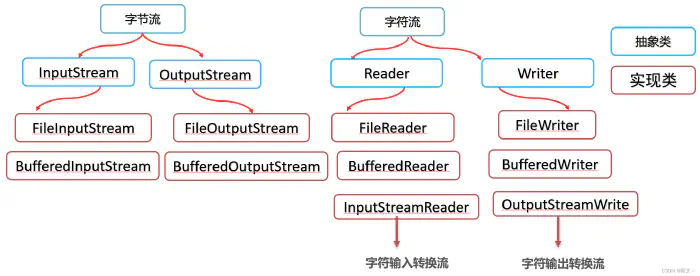 字节流
字符流
抽象类
实现类
InputStream
OutputStream
Reader
Writer
FileInputStream
FileOutputStream
FileReader
FileWriter
BufferedInputStream
BufferedOutputStream
BufferedReader
BufferedWriter
InputStreamReader
OutputStreamWrite
字符输入转换流
字符输出转换流